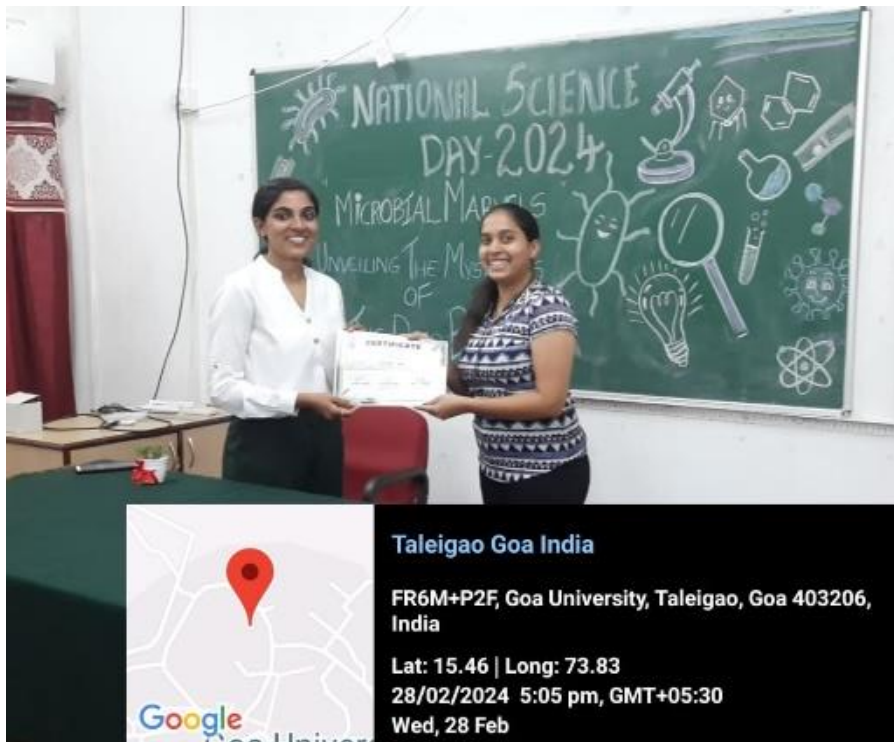 NATIONAL SCIENCE
DAY-2024
"MICROBIAL MARVELS
UNVEILING THE
OF
CERTIFICATE
Taleigao Goa India
FR6M+P2F, Goa University, Taleigao, Goa 403206,
India
Lat: 15.46 | Long: 73.83
28/02/2024 5:05 pm, GMT+05:30
Wed, 28 Feb
Google